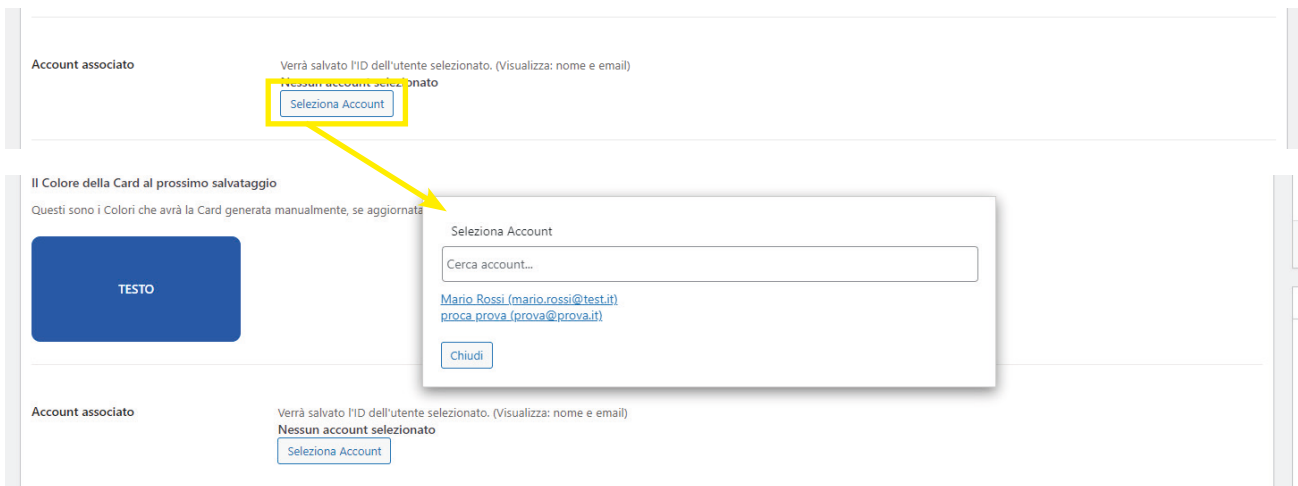 Account associato
Verrà salvato l'ID dell'utente selezionato. (Visualizza: nome e email)
Nessun account selezionato
Seleziona Account
Il Colore della Card al prossimo salvataggio
Questi sono i Colori che avrà la Card generata manualmente, se aggiornata
TESTO
Seleziona Account
Cerca account...
Mario Rossi (mario.rossi@test.it)
proca prova (prova@prova.it)
Chiudi
Account associato
Verrà salvato l'ID dell'utente selezionato. (Visualizza: nome e email)
Nessun account selezionato
Seleziona Account